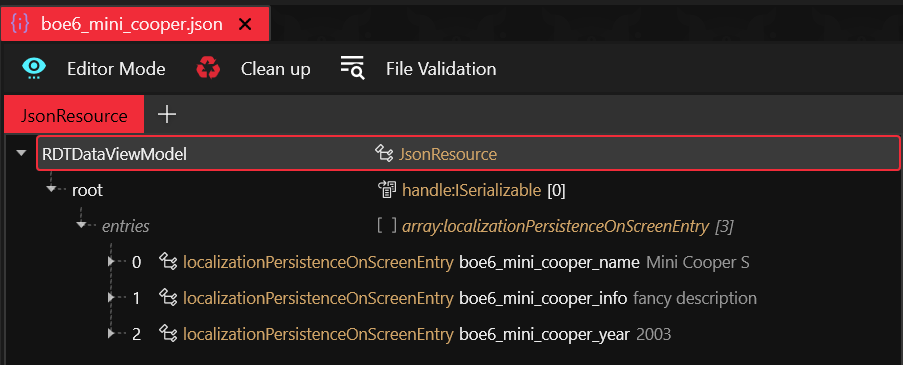 boe6_mini_cooper.json
Editor Mode Clean up File Validation
JsonResource
RDTDataViewModel JsonResource
root handle:ISerializable [0]
entries [ ] array:localizationPersistenceOnScreenEntry [3]
0 localizationPersistenceOnScreenEntry boe6_mini_cooper_name Mini Cooper S
1 localizationPersistenceOnScreenEntry boe6_mini_cooper_info fancy description
2 localizationPersistenceOnScreenEntry boe6_mini_cooper_year 2003